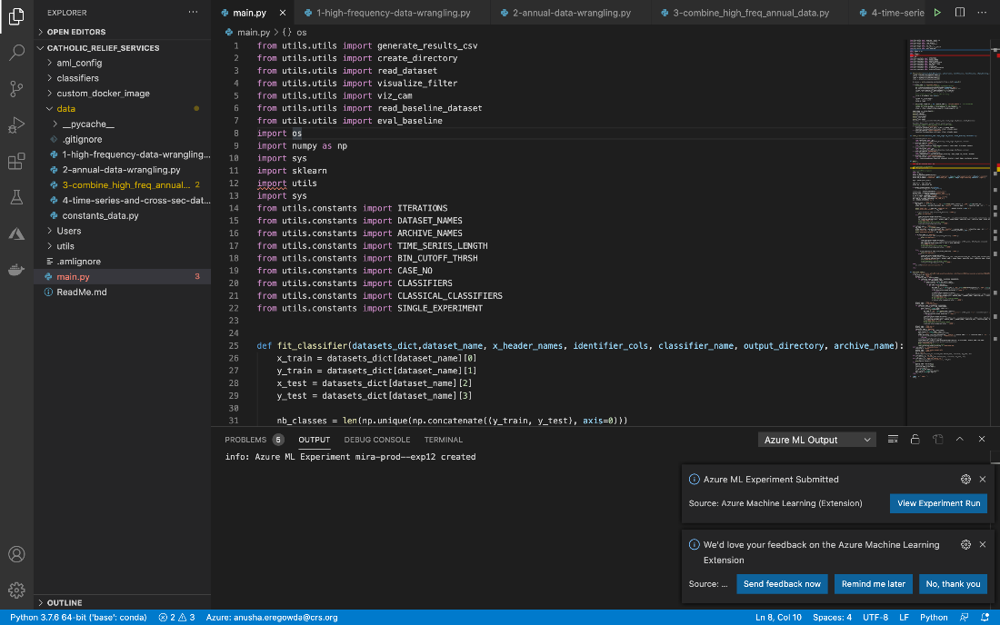 EXPLORER
OPEN EDITORS
CATHOLIC_RELIEF_SERVICES
aml_config
classifiers
custom_docker_image
data
__pycache__
.gitignore
1-high-frequency-data-wrangling...
2-annual-data-wrangling.py
3-combine_high_freq_annual... 2
4-time-series-and-cross-sec-dat...
constants_data.py
Users
utils
.amlignore
main.py 3
ReadMe.md
OUTLINE
main.py 1-high-frequency-data-wrangling.py 2-annual-data-wrangling.py 3-combine_high_freq_annual_data.py 4-time-serie
main.py > {} os
1 from utils.utils import generate_results_csv
2 from utils.utils import create_directory
3 from utils.utils import read_dataset
4 from utils.utils import visualize_filter
5 from utils.utils import viz_cam
6 from utils.utils import read_baseline_dataset
7 from utils.utils import eval_baseline
8 import os
9 import numpy as np
10 import sys
11 import sklearn
12 import utils
13 import sys
14 from utils.constants import ITERATIONS
15 from utils.constants import DATASET_NAMES
16 from utils.constants import ARCHIVE_NAMES
17 from utils.constants import TIME_SERIES_LENGTH
18 from utils.constants import BIN_CUTOFF_THRSH
19 from utils.constants import CASE_NO
20 from utils.constants import CLASSIFIERS
21 from utils.constants import CLASSICAL_CLASSIFIERS
22 from utils.constants import SINGLE_EXPERIMENT
23
24
25 def fit_classifier(datasets_dict,dataset_name, x_header_names, identifier_cols, classifier_name, output_directory, archive_name):
26 x_train = datasets_dict[dataset_name][0]
27 y_train = datasets_dict[dataset_name][1]
28 x_test = datasets_dict[dataset_name][2]
29 y_test = datasets_dict[dataset_name][3]
30
31 nb_classes = len(np.unique(np.concatenate((y_train, y_test), axis=0)))
PROBLEMS 5 OUTPUT DEBUG CONSOLE TERMINAL Azure ML Output
info: Azure ML Experiment mira-prod--exp12 created
Azure ML Experiment Submitted
Source: Azure Machine Learning (Extension) View Experiment Run
We'd love your feedback on the Azure Machine Learning
Extension
Source: ... Send feedback now Remind me later No, thank you
Python 3.7.6 64-bit ('base': conda) 2 3 Azure: anusha.eregowda@crs.org Ln 8, Col 10 Spaces: 4 UTF-8 LF Python